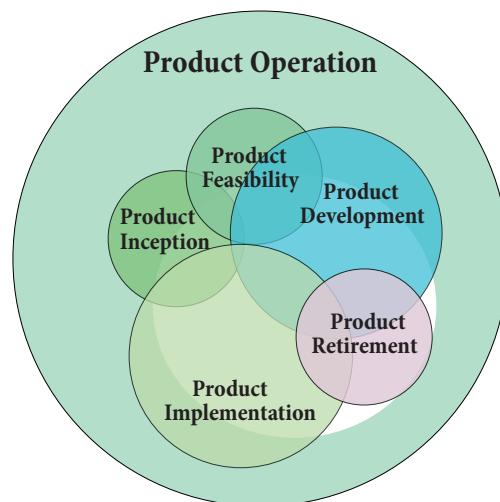 Product Operation
Product
Feasibility
Product
Development
Product
Inception
Product
Retirement
Product
Implementation